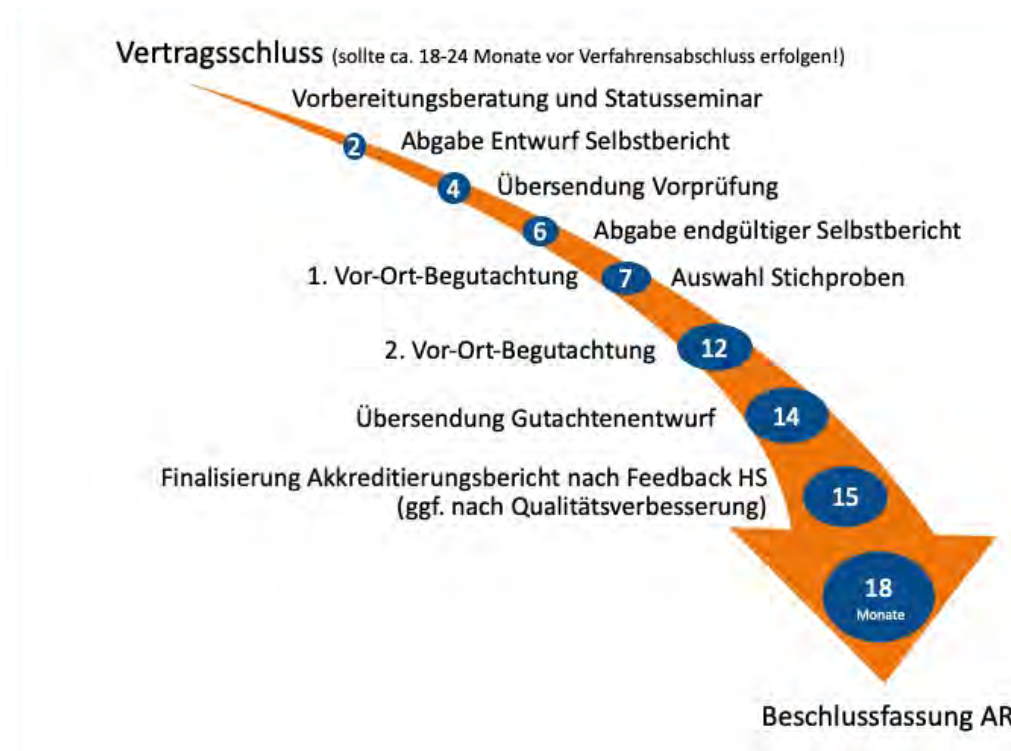 Vertragsschluss (sollte ca. 18-24 Monate vor Verfahrensabschluss erfolgen!)
Vorbereitungsberatung und Statusseminar
2 Abgabe Entwurf Selbstbericht
4 Übersendung Vorprüfung
6 Abgabe endgültiger Selbstbericht
1. Vor-Ort-Begutachtung 7 Auswahl Stichproben
2. Vor-Ort-Begutachtung 12
Übersendung Gutachtenentwurf 14
Finalisierung Akkreditierungsbericht nach Feedback HS
(ggf. nach Qualitätsverbesserung)
15
18
Monate
Beschlussfassung AR